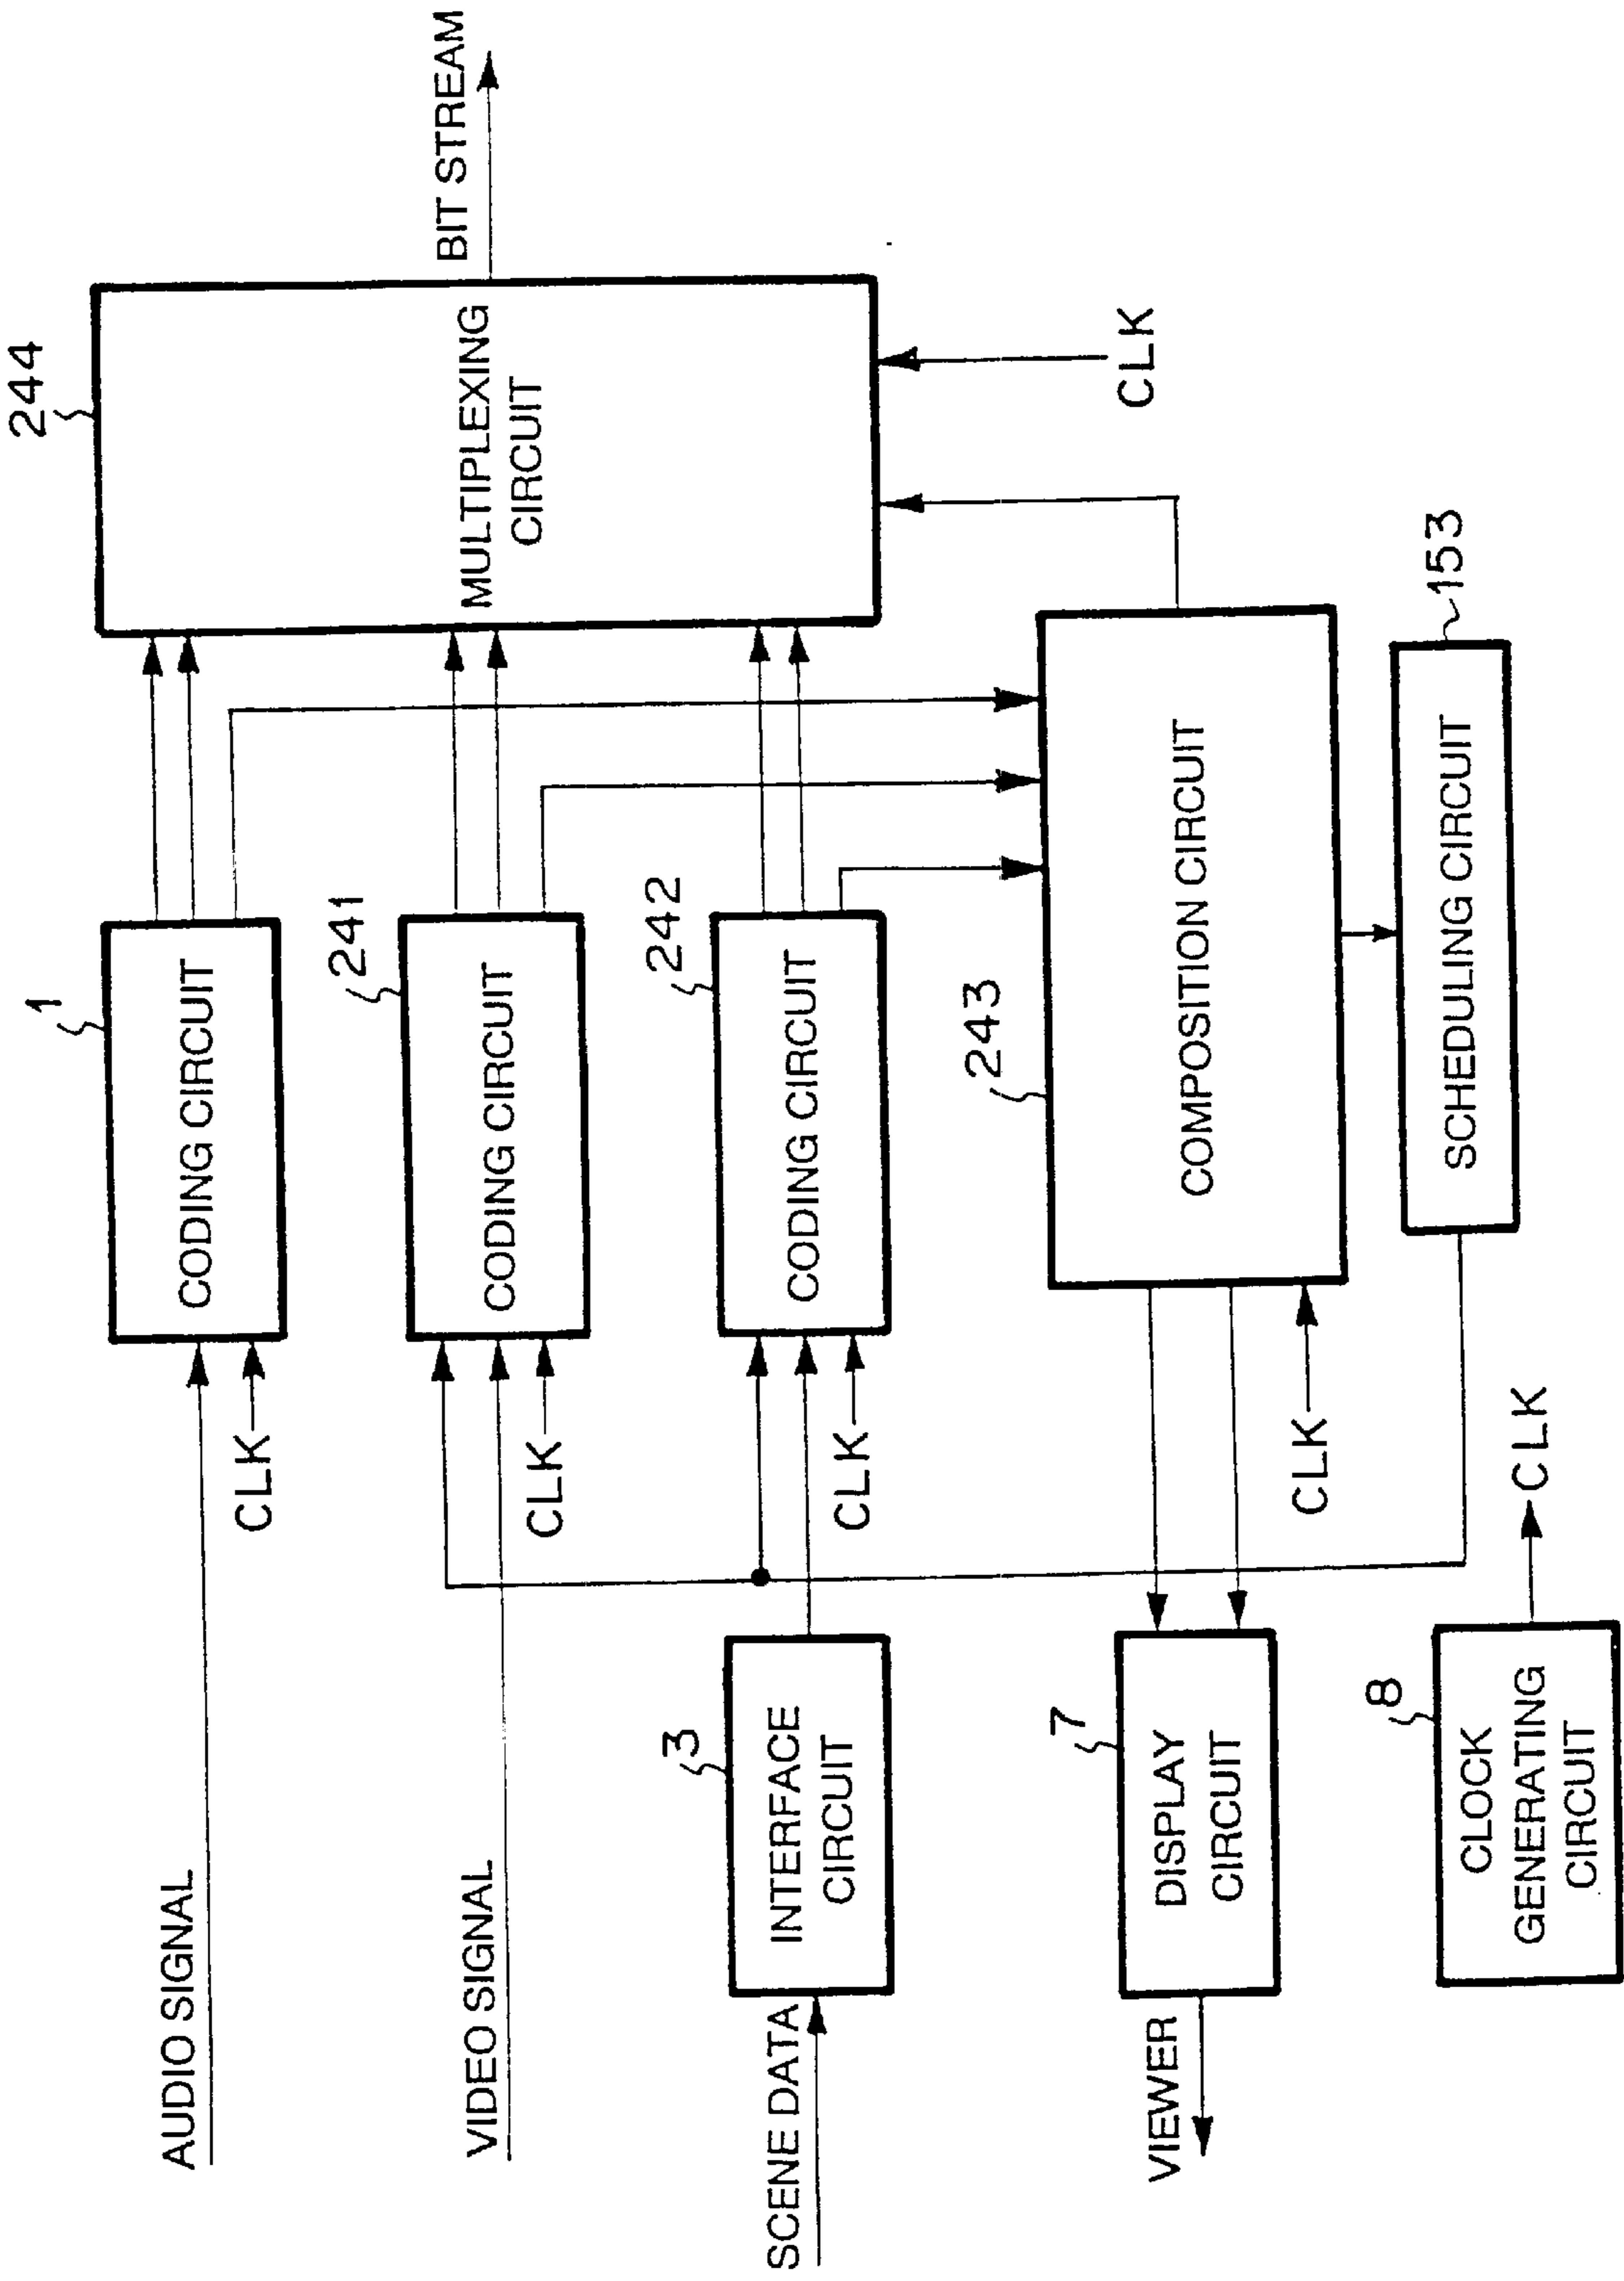 AUDIO SIGNAL
CLK
1
CODING CIRCUIT
244
MULTIPLEXING
CIRCUIT
BIT STREAM
VIDEO SIGNAL
CLK
241
CODING CIRCUIT
SCENE DATA
3
INTERFACE
CIRCUIT
CLK
242
CODING CIRCUIT
CLK
VIEWER
7
DISPLAY
CIRCUIT
CLK
243
COMPOSITION CIRCUIT
8
CLOCK
GENERATING
CIRCUIT
CLK
SCHEDULING CIRCUIT
153